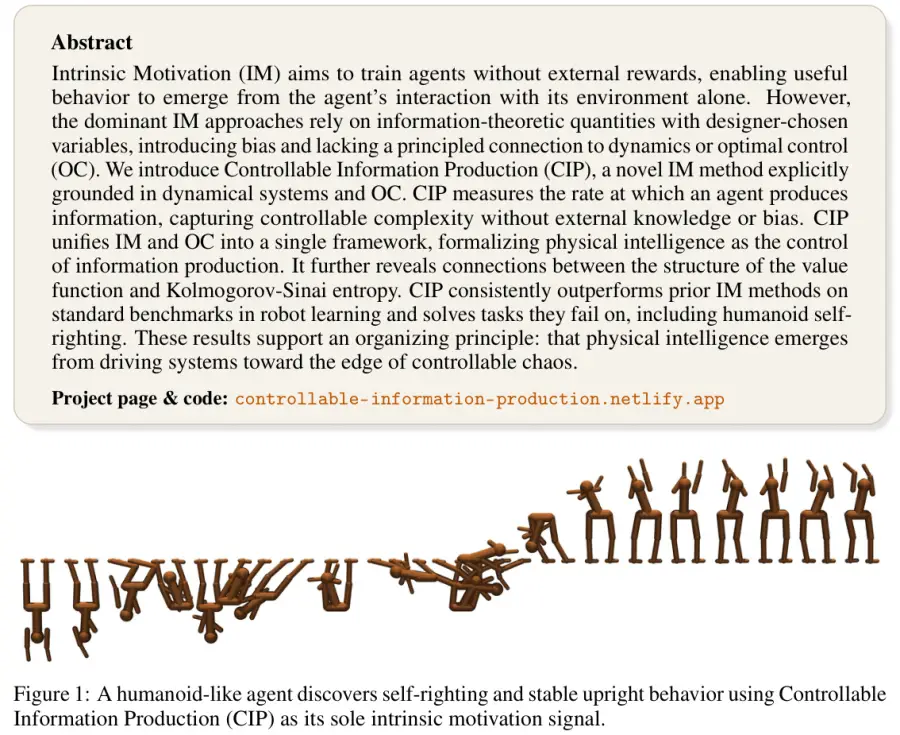 Abstract
Intrinsic Motivation (IM) aims to train agents without external rewards, enabling useful
behavior to emerge from the agent's interaction with its environment alone. However,
the dominant IM approaches rely on information-theoretic quantities with designer-chosen
variables, introducing bias and lacking a principled connection to dynamics or optimal control
(OC). We introduce Controllable Information Production (CIP), a novel IM method explicitly
grounded in dynamical systems and OC. CIP measures the rate at which an agent produces
information, capturing controllable complexity without external knowledge or bias. CIP
unifies IM and OC into a single framework, formalizing physical intelligence as the control
of information production. It further reveals connections between the structure of the value
function and Kolmogorov-Sinai entropy. CIP consistently outperforms prior IM methods on
standard benchmarks in robot learning and solves tasks they fail on, including humanoid self-
righting. These results support an organizing principle: that physical intelligence emerges
from driving systems toward the edge of controllable chaos.
Project page & code: controllable-information-production.netlify.app
Figure 1: A humanoid-like agent discovers self-righting and stable upright behavior using Controllable
Information Production (CIP) as its sole intrinsic motivation signal.